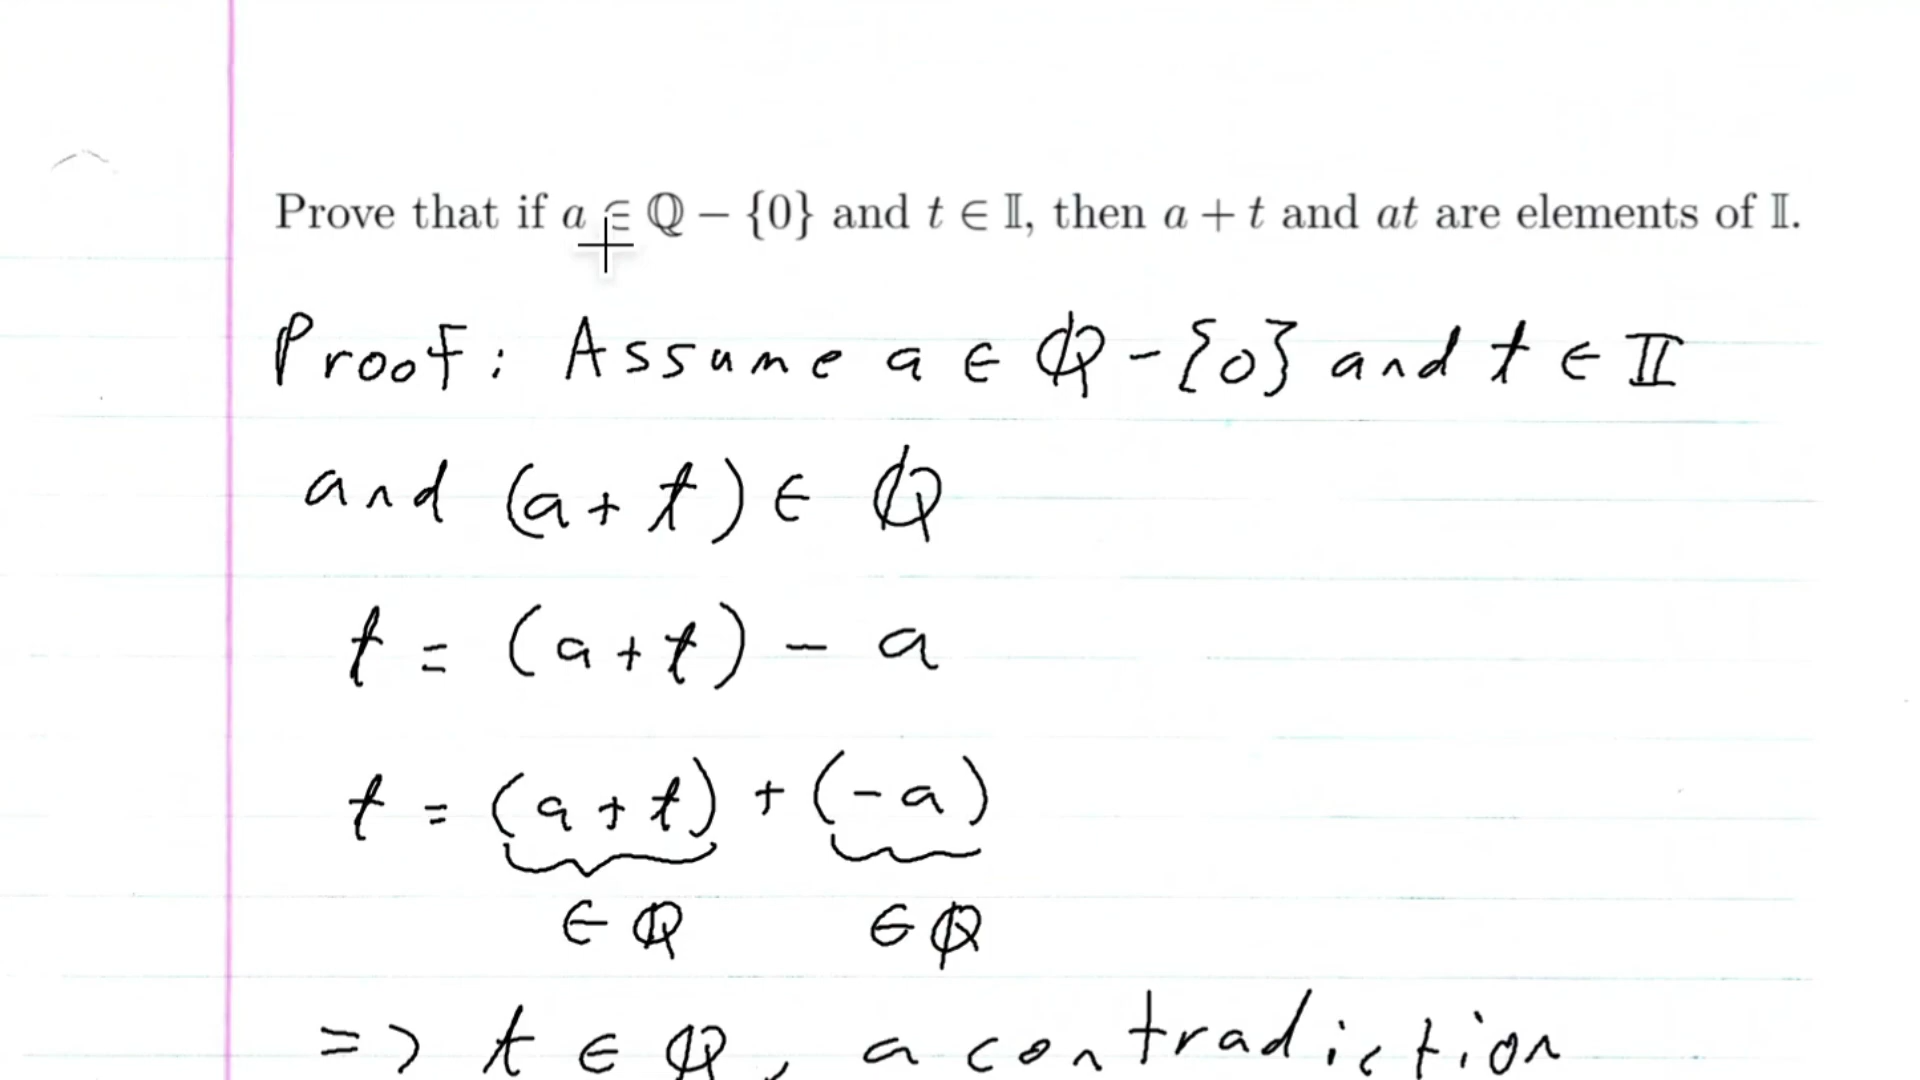 Prove that if a ∈ ℚ − {0} and t ∈ 𝕀, then a + t and at are elements of 𝕀.
Proof: Assume a ∈ ℚ - {0} and t ∈ 𝕀
and (a + t) ∈ ℚ
t = (a + t) - a
t = (a + t) + (-a)
∈ ℚ ∈ ℚ
=> t ∈ ℚ, a contradiction